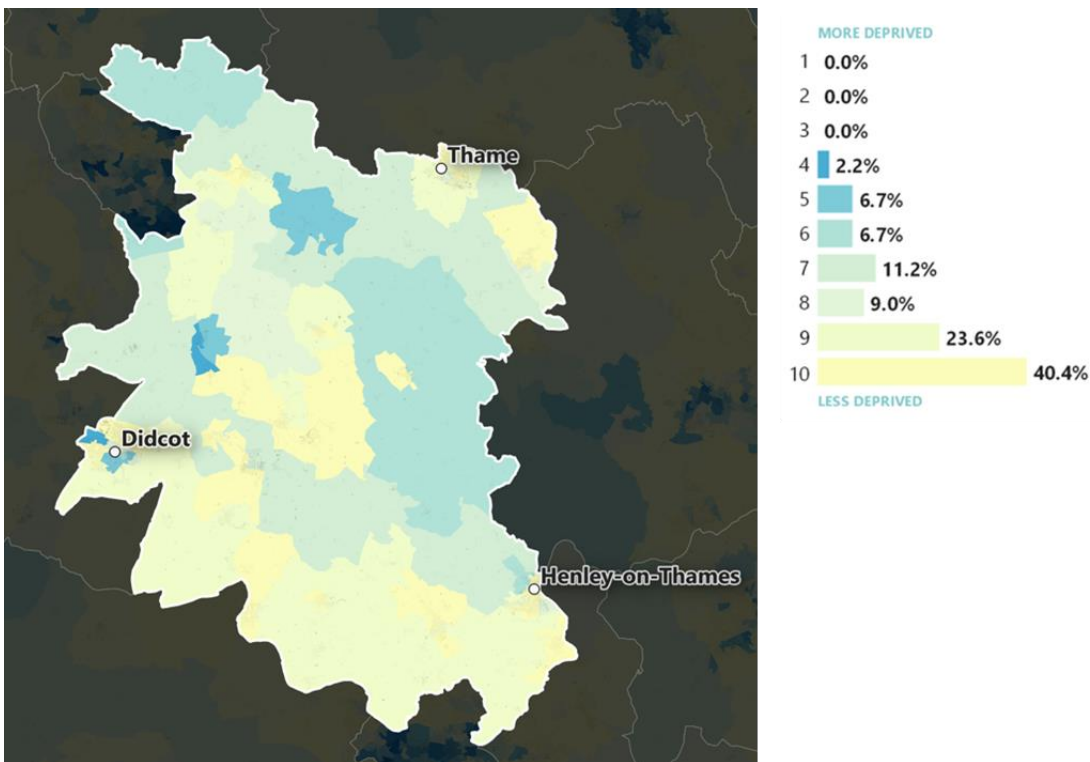 Thame
Didcot
Henley-on-Thames
MORE DEPRIVED
1 0.0%
2 0.0%
3 0.0%
4 2.2%
5 6.7%
6 6.7%
7 11.2%
8 9.0%
9 23.6%
10 40.4%
LESS DEPRIVED